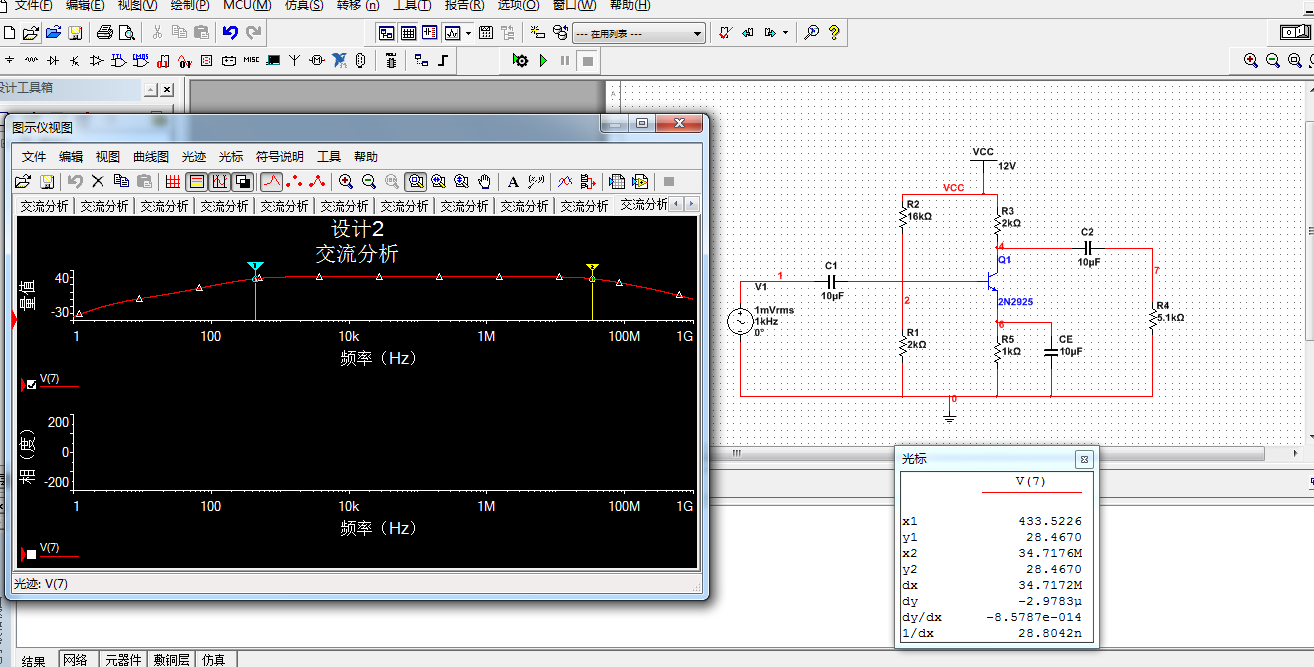 文件(F) 编辑(E) 视图(V) 绘制(P) MCU(M) 仿真(S) 转移(n) 工具(T) 报告(R) 选项(O) 窗口(W) 帮助(H)
--- 在用列表 ---
MISC
设计工具箱
A
图示仪视图
文件 编辑 视图 曲线图 光迹 光标 符号说明 工具 帮助
交流分析 交流分析 交流分析 交流分析 交流分析 交流分析 交流分析 交流分析 交流分析 交流分析 交流分析
设计2
交流分析
量值
40
-30
1 100 10k 1M 100M 1G
频率（Hz）
V(7)
相（度）
200
0
-200
1 100 10k 1M 100M 1G
频率（Hz）
V(7)
光迹: V(7)
VCC
12V
VCC
R2
16kΩ
R3
2kΩ
4
Q1
2N2925
C2
10µF
7
C1
10µF
1
V1
1mVrms
1kHz
0°
2
R1
2kΩ
6
R5
1kΩ
CE
10µF
R4
5.1kΩ
0
光标
V(7)
x1 433.5226
y1 28.4670
x2 34.7176M
y2 28.4670
dx 34.7172M
dy -2.9783µ
dy/dx -8.5787e-014
1/dx 28.8042n
结果 网络 元器件 敷铜层 仿真